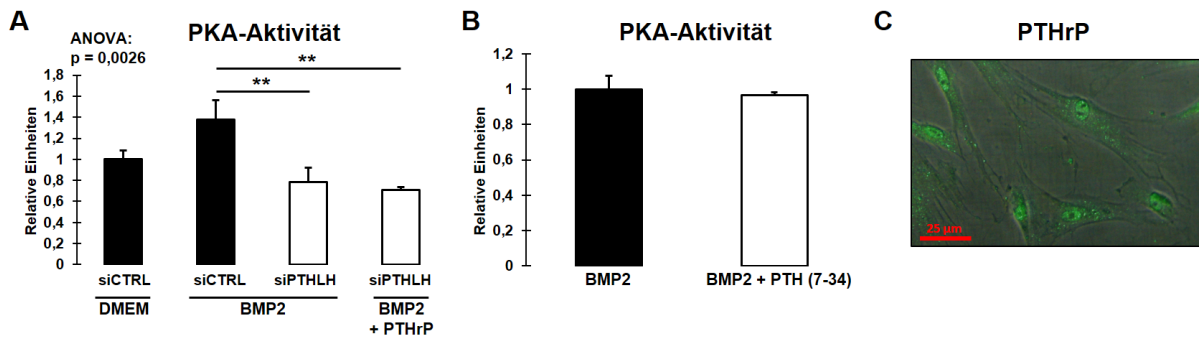 A
ANOVA:
p = 0,0026
PKA-Aktivität
**
**
Relative Einheiten
1,8
1,6
1,4
1,2
1
0,8
0,6
0,4
0,2
0
siCTRL
siCTRL
siPTHLH
siPTHLH
DMEM
BMP2
BMP2
+ PTHrP
B
PKA-Aktivität
Relative Einheiten
1,2
1
0,8
0,6
0,4
0,2
0
BMP2
BMP2 + PTH (7-34)
C
PTHrP
25 µm